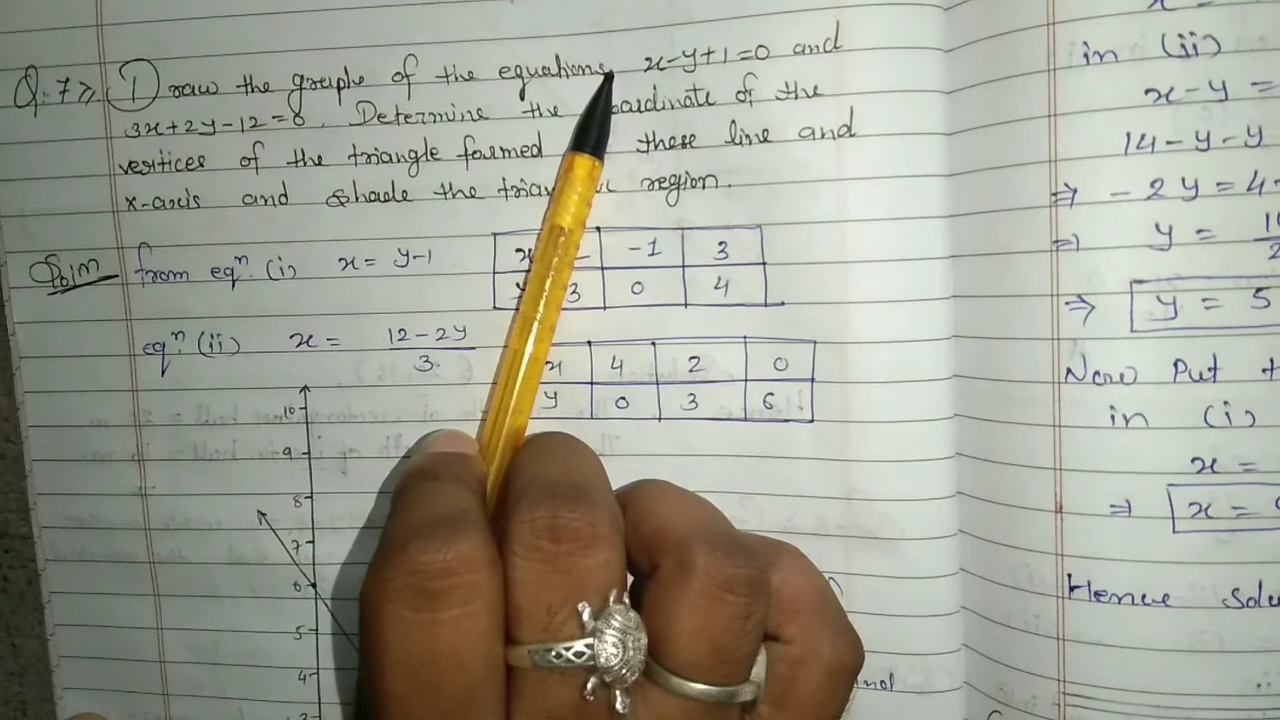 Q.7> Draw the graph of the equations x-y+1=0 and
3x+2y-12=0. Determine the coordinate of the
vertices of the triangle formed these line and
x-axis and shade the region.
Soln from eqn. (i) x = y-1
x -1 3
3 0 4
eqn. (ii) x = 12-2y / 3.
x 4 2 0
y 0 3 6
10
9
8
7
6
5
4
3
in (ii)
x-y =
14-y-y
⇒ -2y = 4
⇒ y =
⇒ y = 5
Now Put
in (i)
x =
⇒ x =
Hence